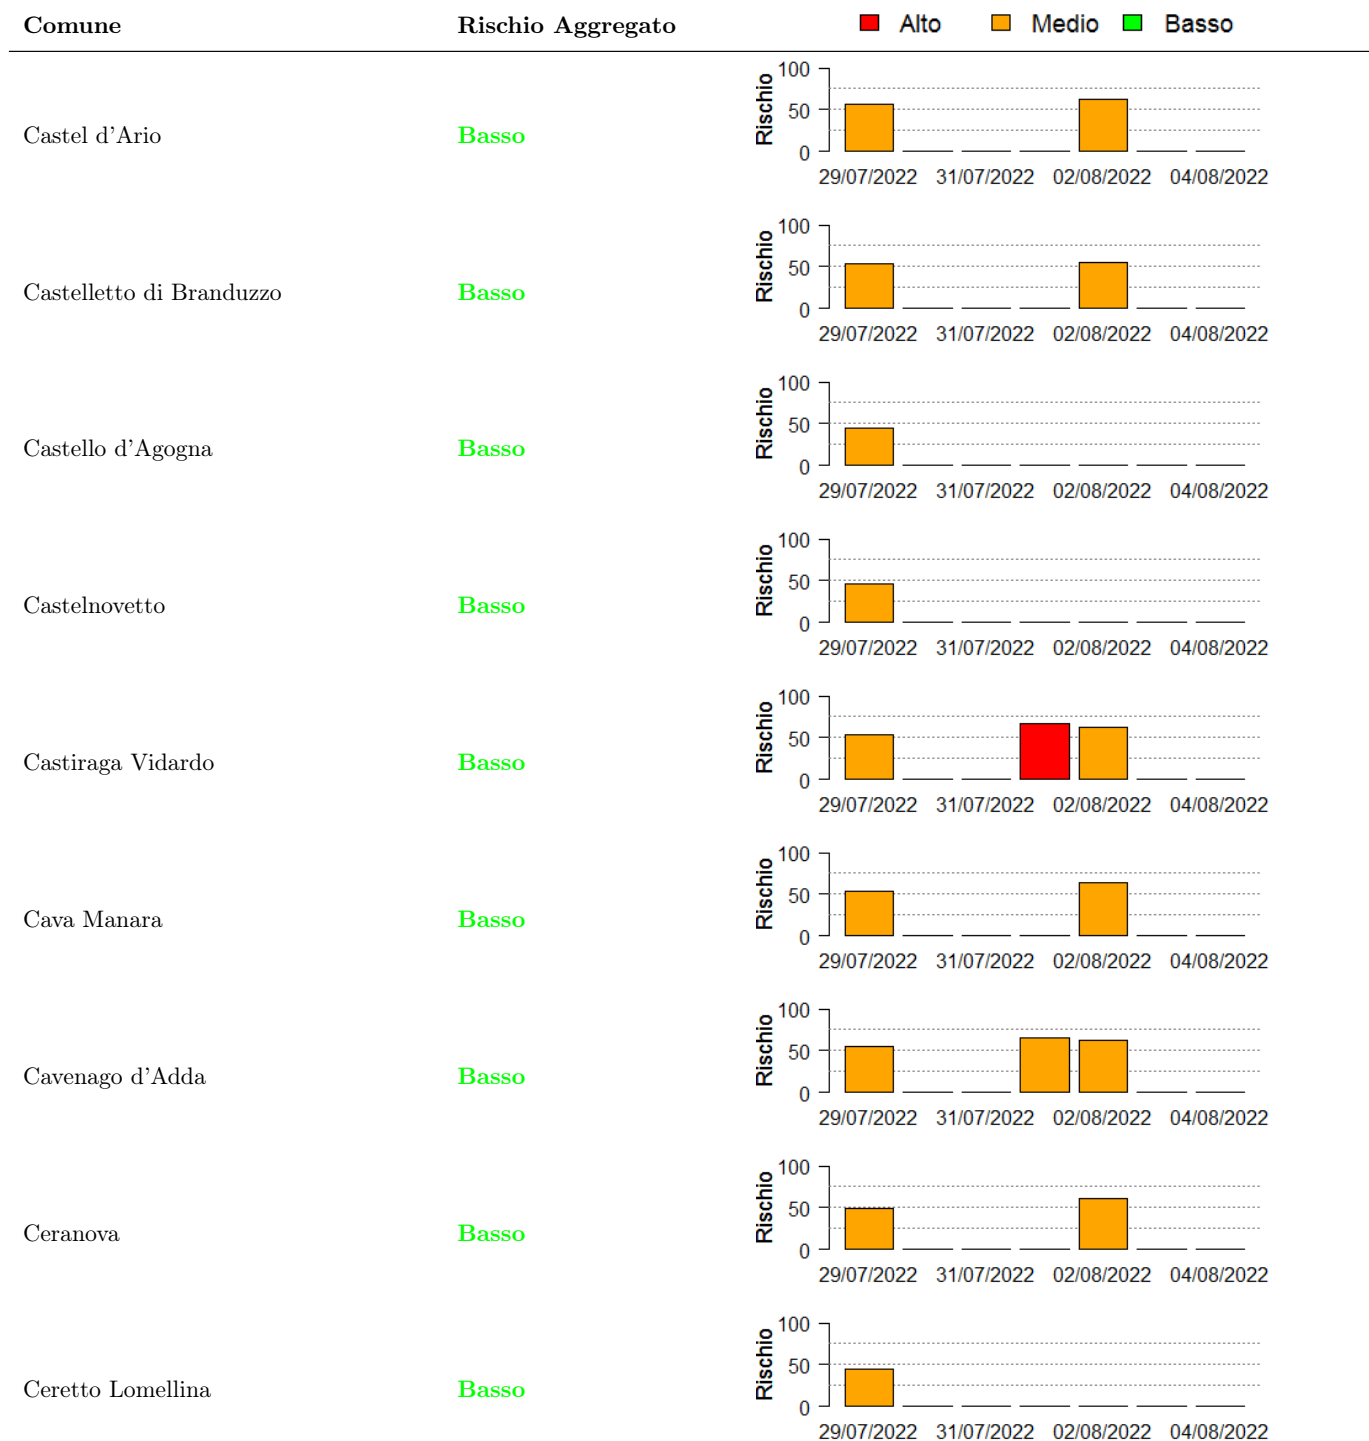 Comune Rischio Aggregato Alto Medio Basso
Castel d'Ario Basso
Rischio
100
50
0
29/07/2022 31/07/2022 02/08/2022 04/08/2022
Castelletto di Branduzzo Basso
Rischio
100
50
0
29/07/2022 31/07/2022 02/08/2022 04/08/2022
Castello d'Agogna Basso
Rischio
100
50
0
29/07/2022 31/07/2022 02/08/2022 04/08/2022
Castelnovetto Basso
Rischio
100
50
0
29/07/2022 31/07/2022 02/08/2022 04/08/2022
Castiraga Vidardo Basso
Rischio
100
50
0
29/07/2022 31/07/2022 02/08/2022 04/08/2022
Cava Manara Basso
Rischio
100
50
0
29/07/2022 31/07/2022 02/08/2022 04/08/2022
Cavenago d'Adda Basso
Rischio
100
50
0
29/07/2022 31/07/2022 02/08/2022 04/08/2022
Ceranova Basso
Rischio
100
50
0
29/07/2022 31/07/2022 02/08/2022 04/08/2022
Ceretto Lomellina Basso
Rischio
100
50
0
29/07/2022 31/07/2022 02/08/2022 04/08/2022